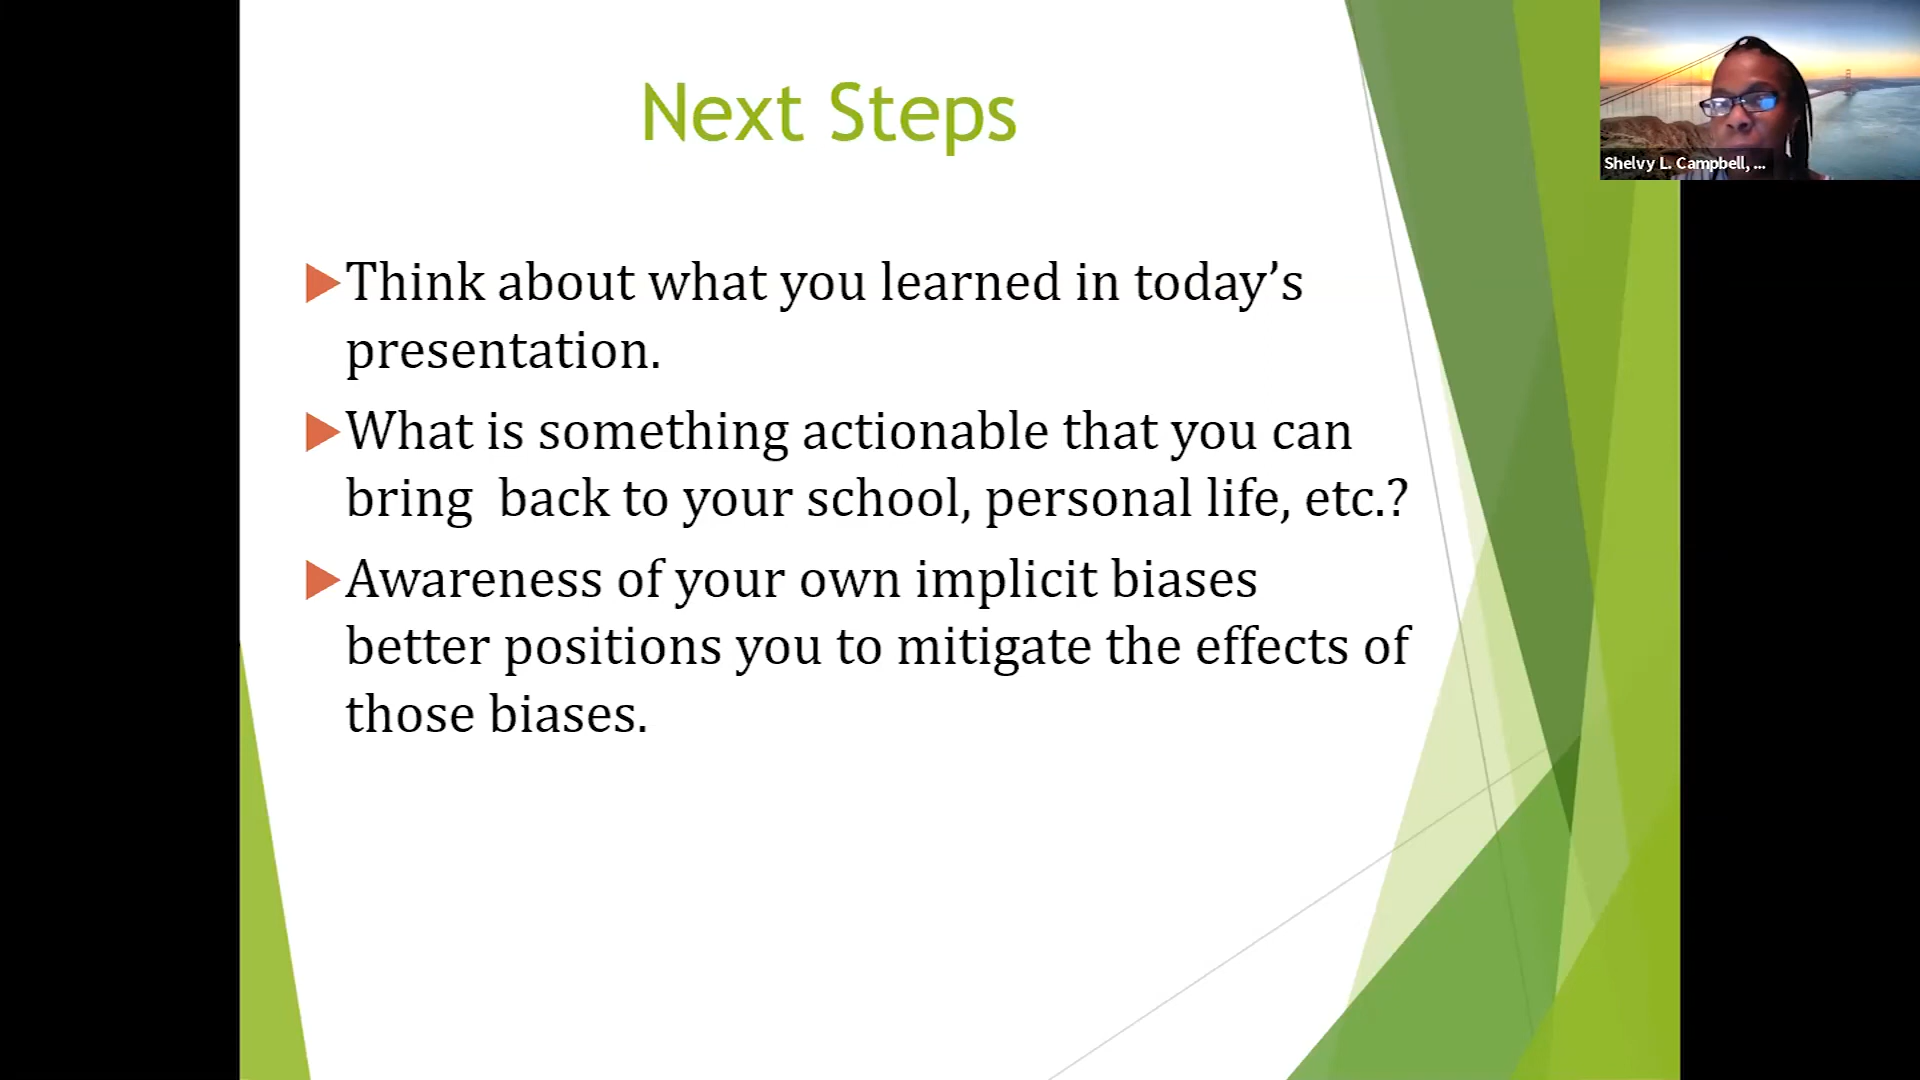 Next Steps
Shelvy L. Campbell, ...
Think about what you learned in today’s
presentation.
What is something actionable that you can
bring  back to your school, personal life, etc.?
Awareness of your own implicit biases
better positions you to mitigate the effects of
those biases.